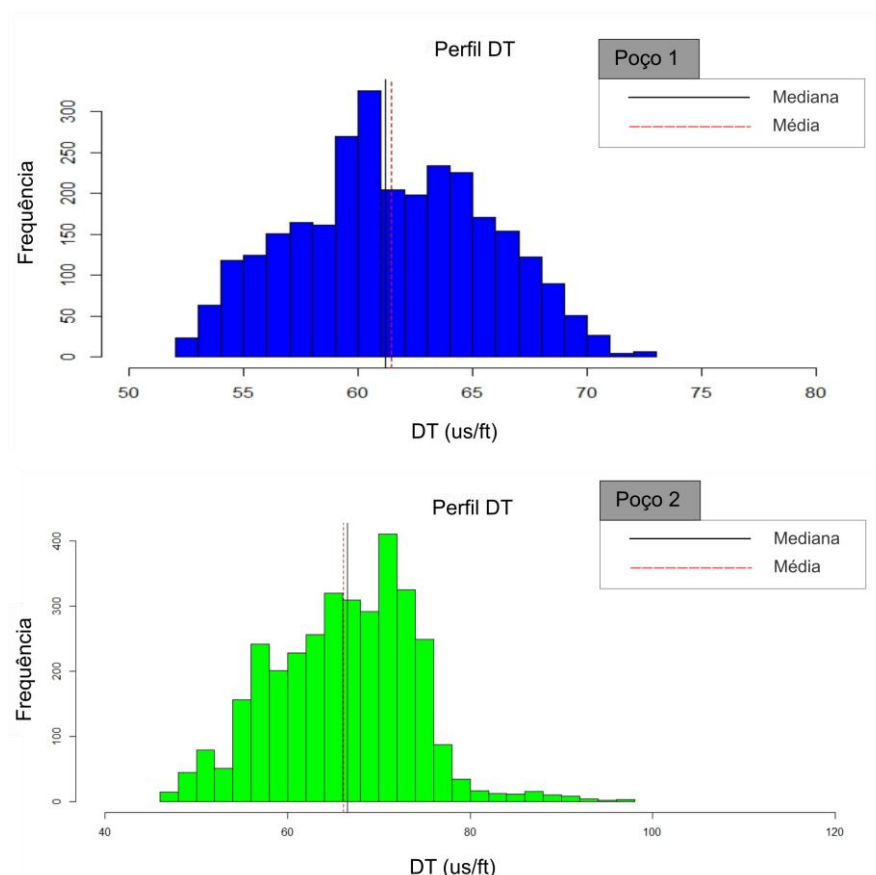 Perfil DT
Poço 1
Mediana
Média
Frequência
300
250
200
150
100
50
0
50 55 60 65 70 75 80
DT (us/ft)
Perfil DT
Poço 2
Mediana
Média
Frequência
400
300
200
100
0
40 60 80 100 120
DT (us/ft)